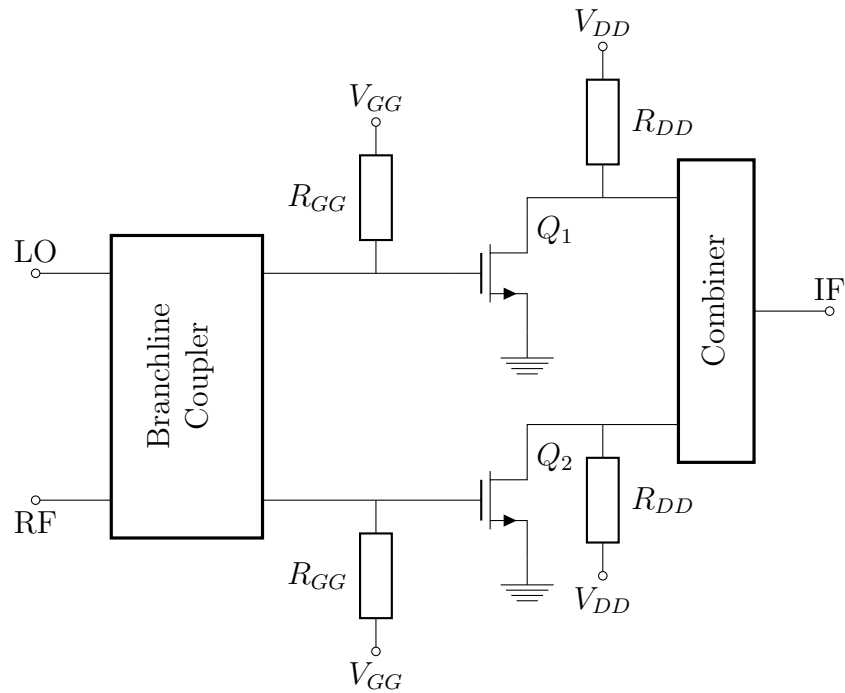 V_DD
V_GG
R_DD
R_GG
Q_1
LO
Branchline
Coupler
Combiner
IF
Q_2
RF
R_DD
R_GG
V_DD
V_GG